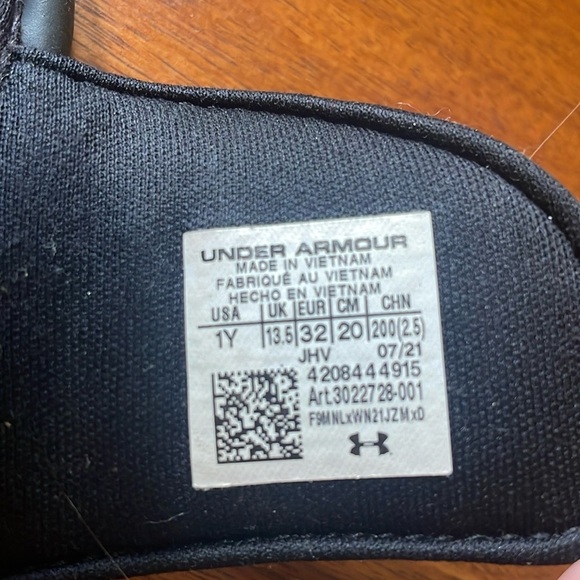 UNDER ARMOUR
MADE IN VIETNAM
FABRIQUÉ AU VIETNAM
HECHO EN VIETNAM
USA UK EUR CM CHN
1Y 13.5 32 20 200(2.5)
JHV 07/21
4208444915
Art.3022728-001
F9MNLxWN21JZMxD